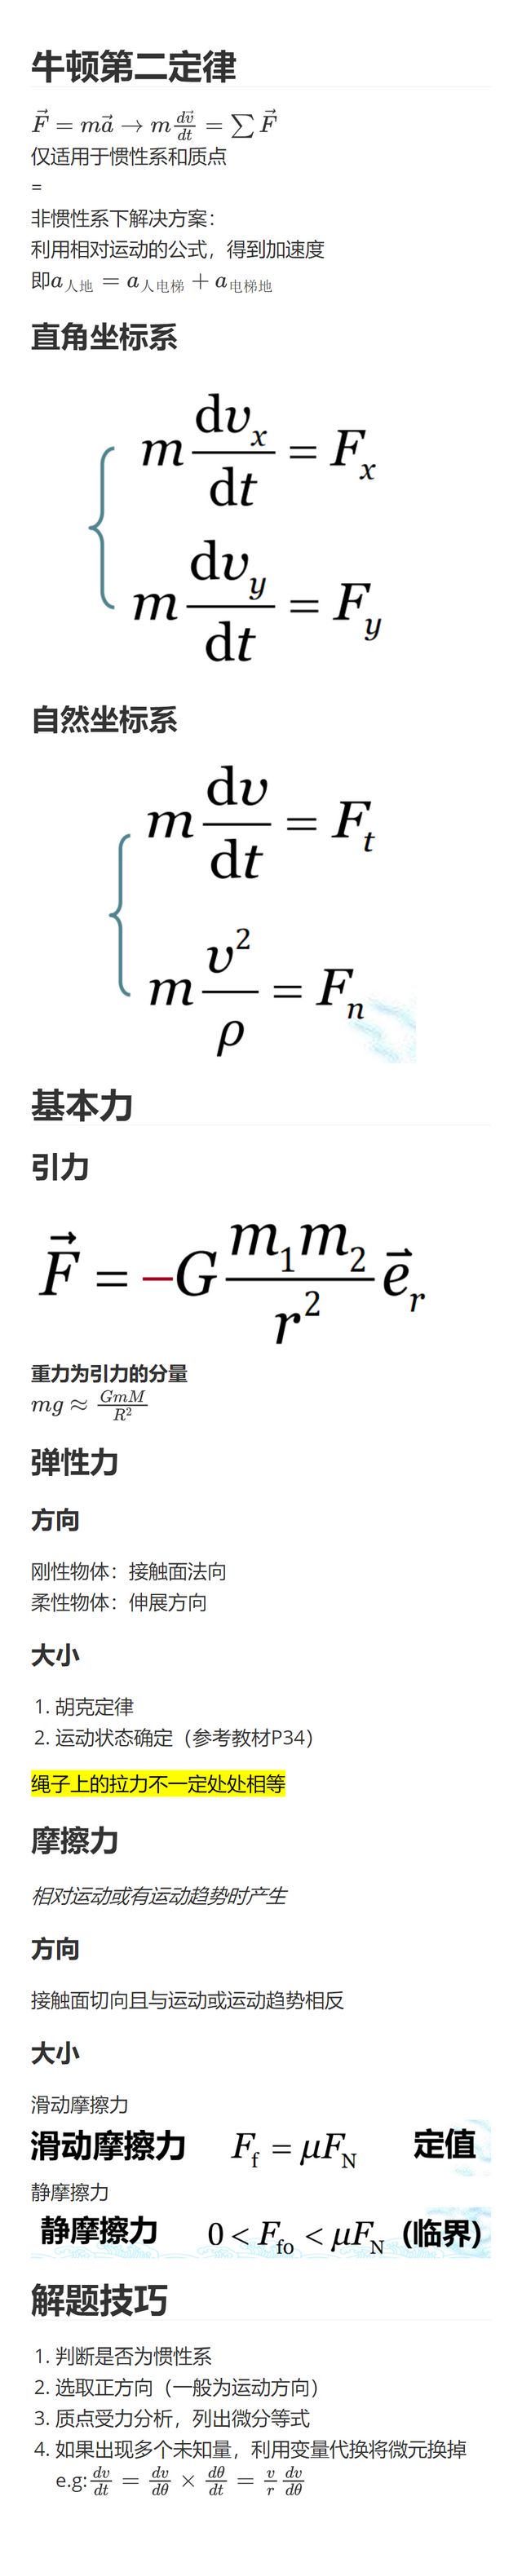 牛顿第二定律
$\vec{F} = m\vec{a} \rightarrow m\frac{d\vec{v}}{dt} = \sum \vec{F}$
仅适用于惯性系和质点
=
非惯性系下解决方案：
利用相对运动的公式，得到加速度
即$a_{人地} = a_{人电梯} + a_{电梯地}$
直角坐标系
$m\frac{dv_x}{dt} = F_x$
$m\frac{dv_y}{dt} = F_y$
自然坐标系
$m\frac{dv}{dt} = F_t$
$m\frac{v^2}{\rho} = F_n$
基本力
引力
$\vec{F} = -G\frac{m_1 m_2}{r^2}\vec{e}_r$
重力为引力的分量
$mg \approx \frac{GmM}{R^2}$
弹性力
方向
刚性物体：接触面法向
柔性物体：伸展方向
大小
1. 胡克定律
2. 运动状态确定（参考教材P34）
绳子上的拉力不一定处处相等
摩擦力
相对运动或有运动趋势时产生
方向
接触面切向且与运动或运动趋势相反
大小
滑动摩擦力
滑动摩擦力 $F_f = \mu F_N$ 定值
静摩擦力
静摩擦力 $0 < F_{fo} < \mu F_N$ (临界)
解题技巧
1. 判断是否为惯性系
2. 选取正方向（一般为运动方向）
3. 质点受力分析，列出微分等式
4. 如果出现多个未知量，利用变量代换将微元换掉
e.g:$\frac{dv}{dt} = \frac{dv}{d\theta} \times \frac{d\theta}{dt} = \frac{v}{r}\frac{dv}{d\theta}$